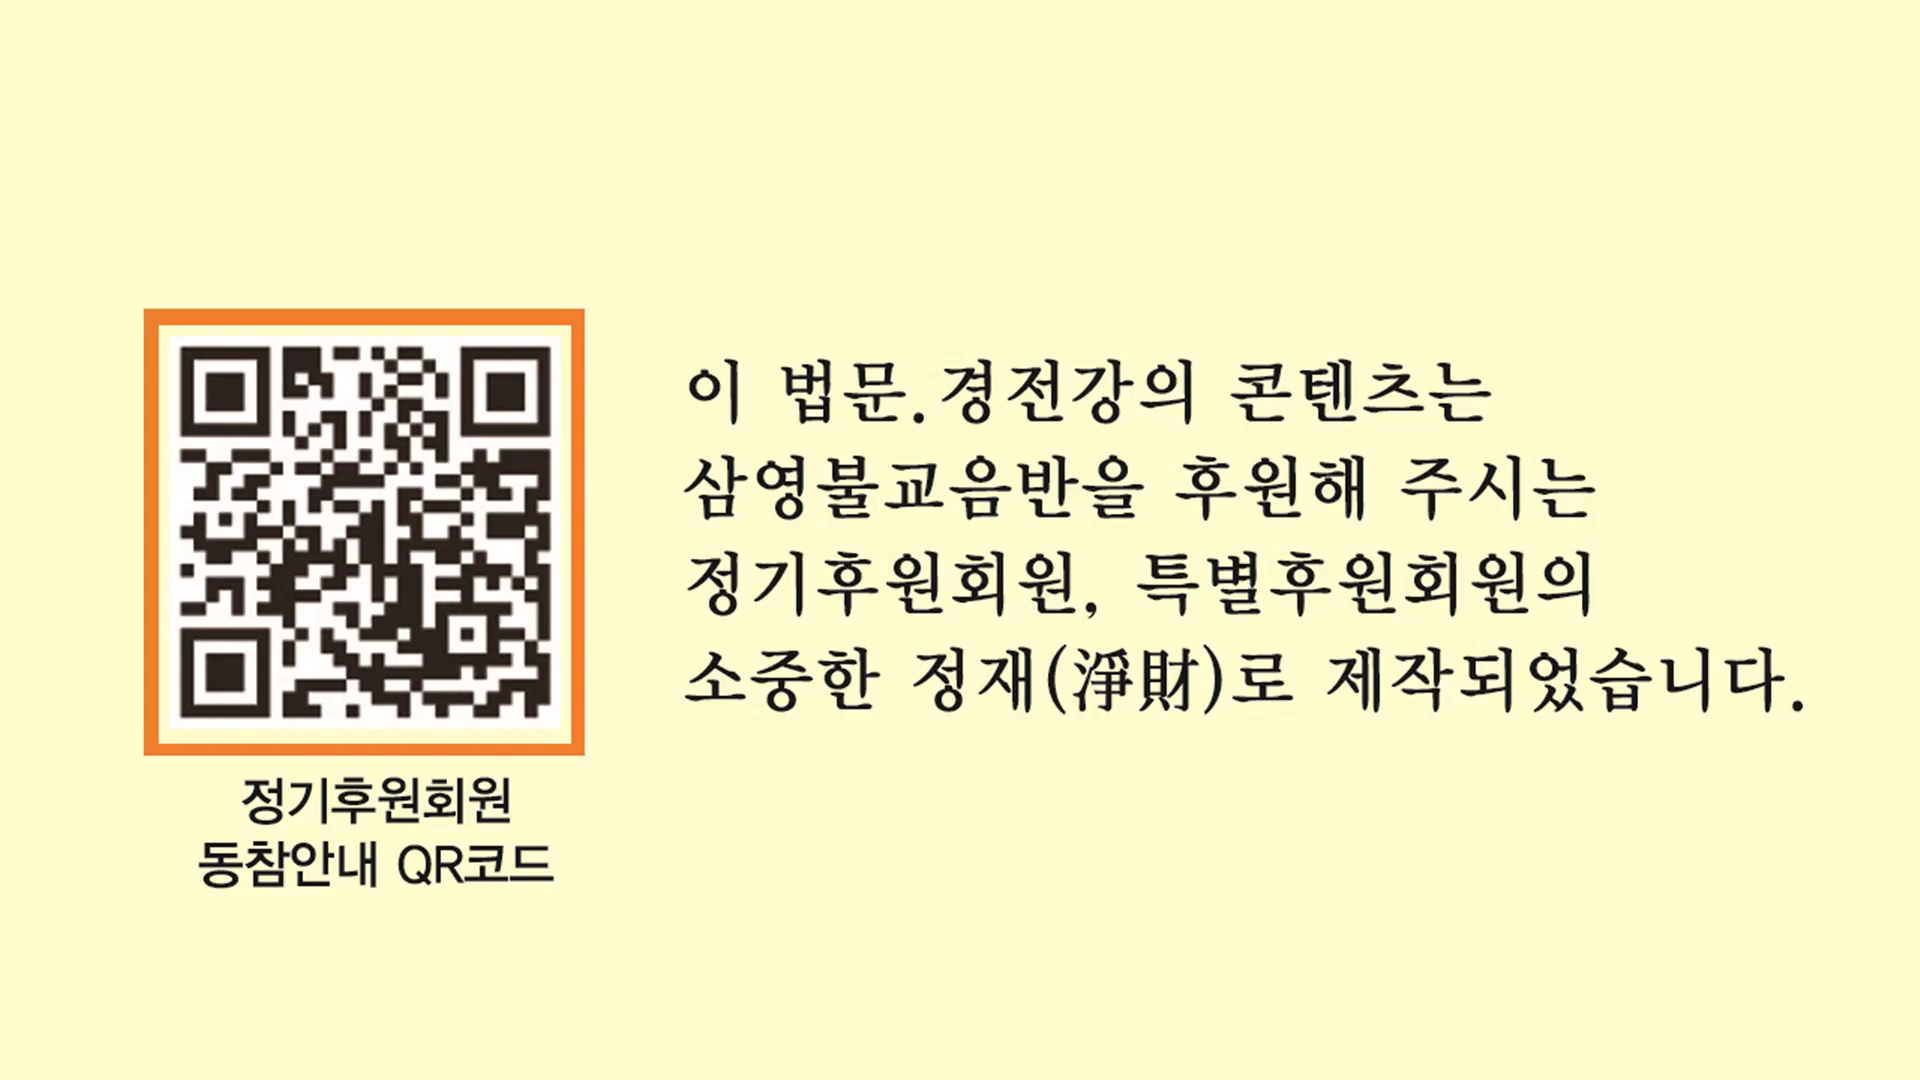 이 법문.경전강의 콘텐츠는
삼영불교음반을 후원해 주시는
정기후원회원, 특별후원회원의
소중한 정재(淨財)로 제작되었습니다.
정기후원회원
동참안내 QR코드